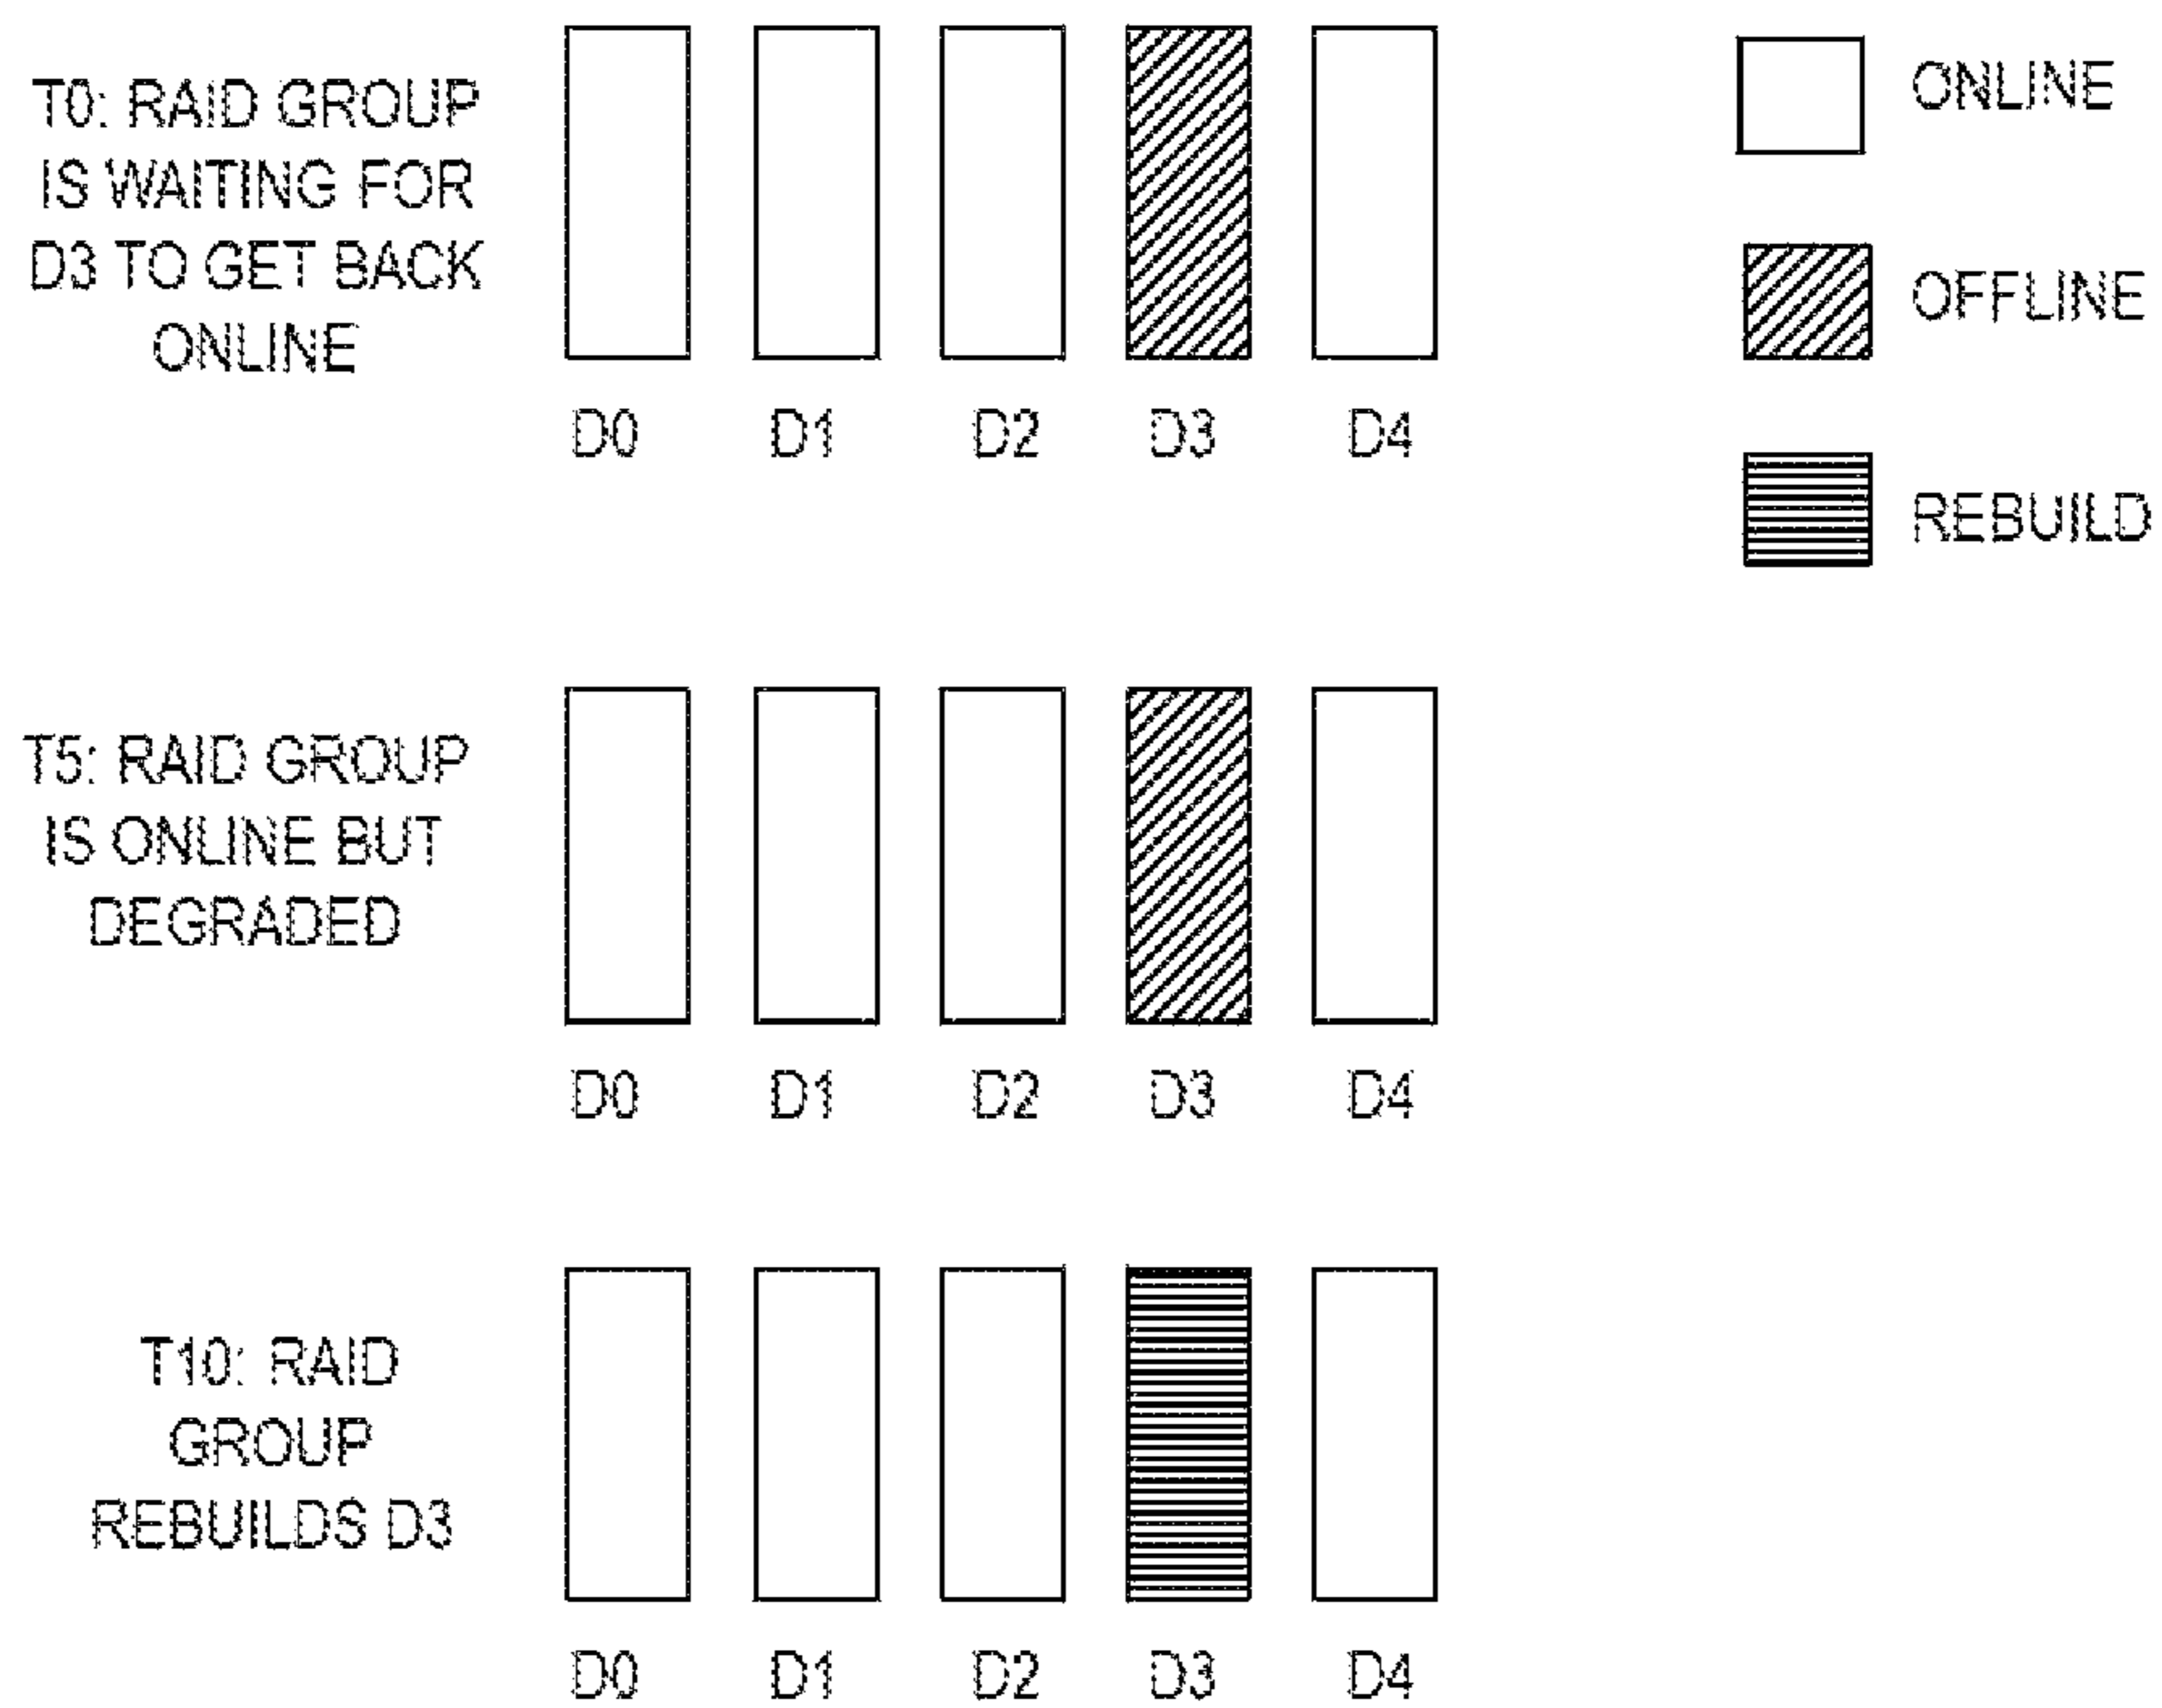 T0: RAID GROUP
IS WAITING FOR
D3 TO GET BACK
ONLINE
D0 D1 D2 D3 D4
ONLINE
OFFLINE
REBUILD
T5: RAID GROUP
IS ONLINE BUT
DEGRADED
D0 D1 D2 D3 D4
T10: RAID
GROUP
REBUILDS D3
D0 D1 D2 D3 D4